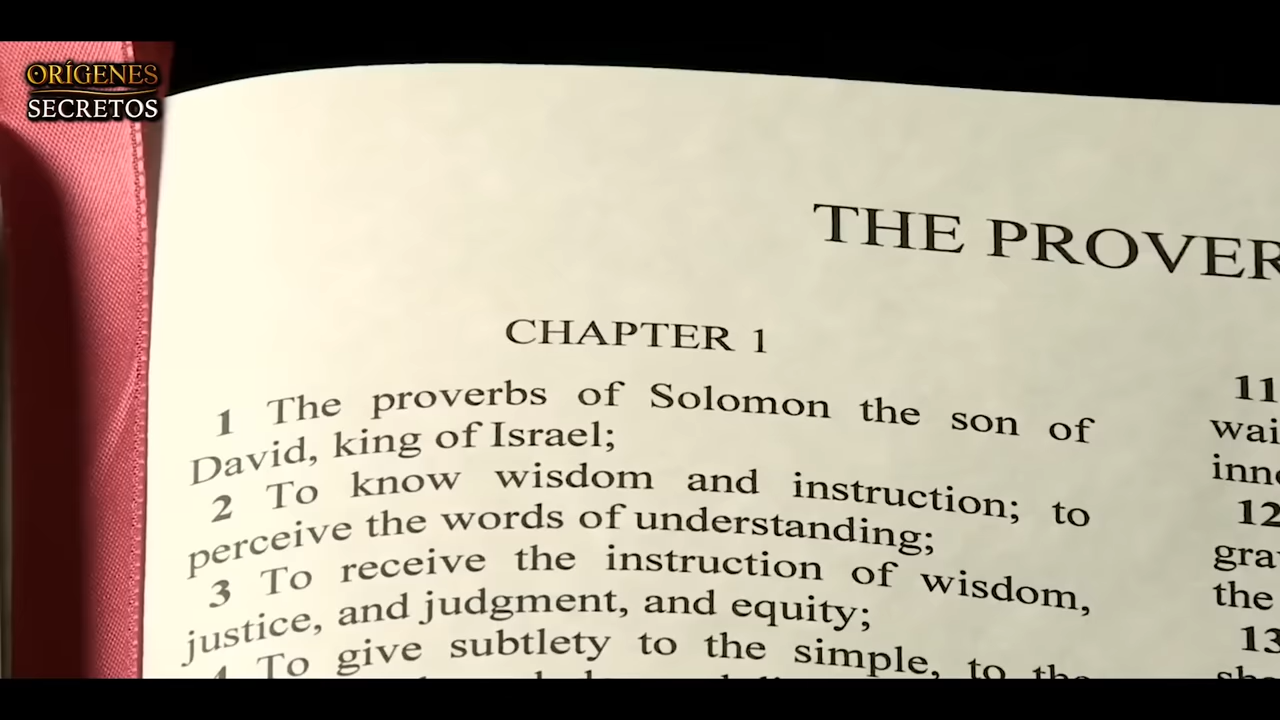 ORÍGENES
SECRETOS
THE PROVER
CHAPTER 1
1 The proverbs of Solomon the son of
David, king of Israel;
2 To know wisdom and instruction; to
perceive the words of understanding;
3 To receive the instruction of wisdom,
justice, and judgment, and equity;
4 To give subtlety to the simple, to the
11
wai
inno
12
gra
the
13